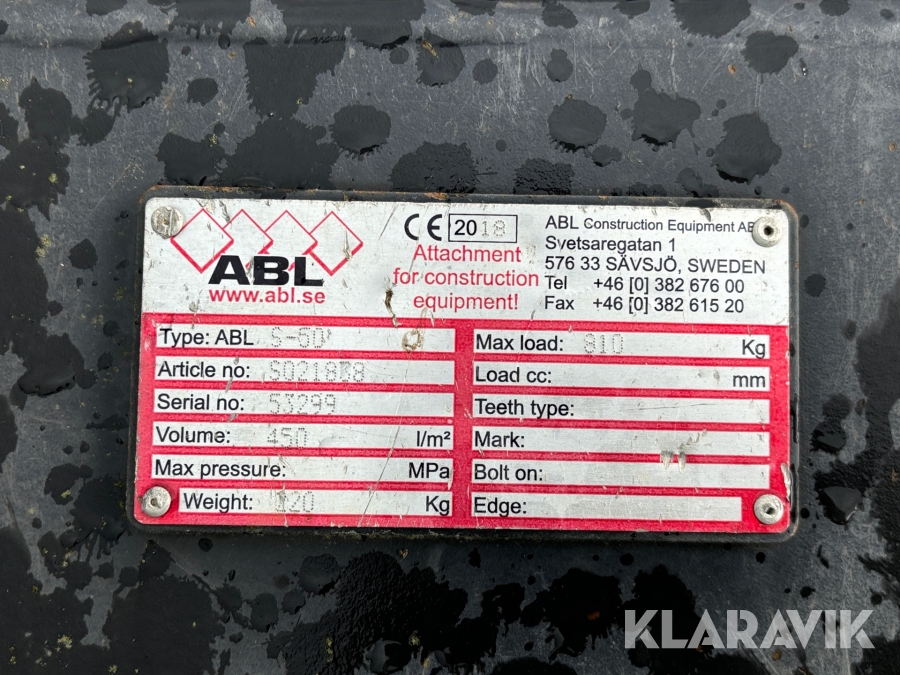 ABL
www.abl.se
CE 2018
Attachment
for construction
equipment!
ABL Construction Equipment AB
Svetsaregatan 1
576 33 SÄVSJÖ, SWEDEN
Tel +46 [0] 382 676 00
Fax +46 [0] 382 615 20
Type: ABL S-60
Article no:
Serial no: 53299
Volume: 450 l/m²
Max pressure: MPa
Weight: Kg
Max load: 810 Kg
Load cc: mm
Teeth type:
Mark:
Bolt on:
Edge:
KLARAVIK